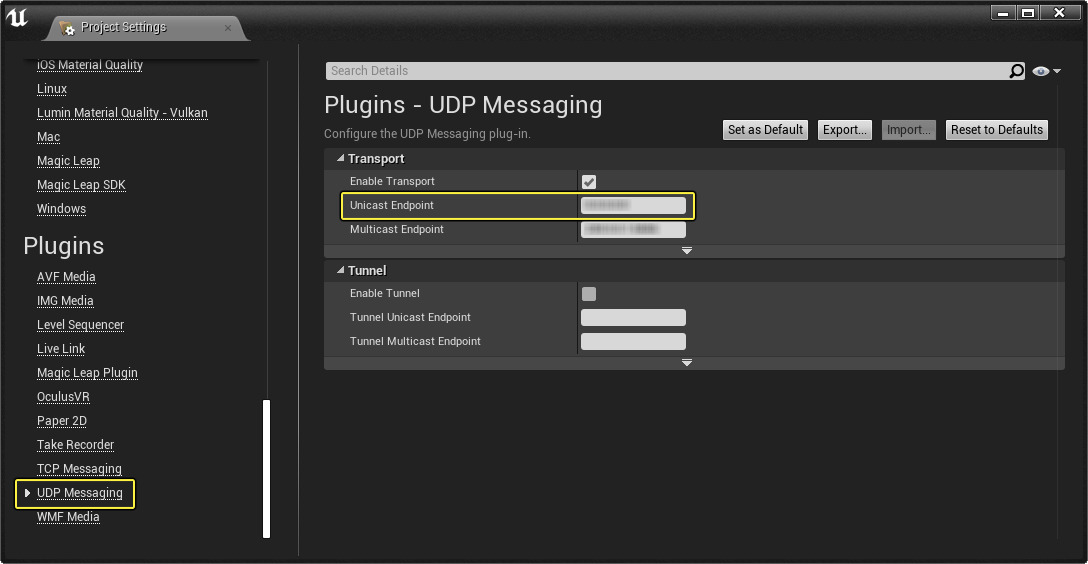 Project Settings
iOS Material Quality
Linux
Lumin Material Quality - Vulkan
Mac
Magic Leap
Magic Leap SDK
Windows
Plugins
AVF Media
IMG Media
Level Sequencer
Live Link
Magic Leap Plugin
OculusVR
Paper 2D
Take Recorder
TCP Messaging
UDP Messaging
WMF Media
Search Details
Plugins - UDP Messaging
Configure the UDP Messaging plug-in.
Set as Default Export... Import... Reset to Defaults
Transport
Enable Transport
Unicast Endpoint
Multicast Endpoint
Tunnel
Enable Tunnel
Tunnel Unicast Endpoint
Tunnel Multicast Endpoint